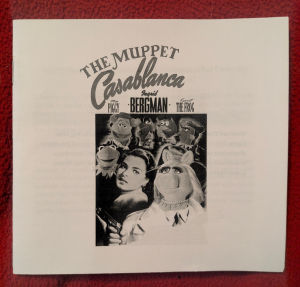 THE MUPPET
Casablanca
Ingrid
PIGGY ·BERGMAN· THE FROG